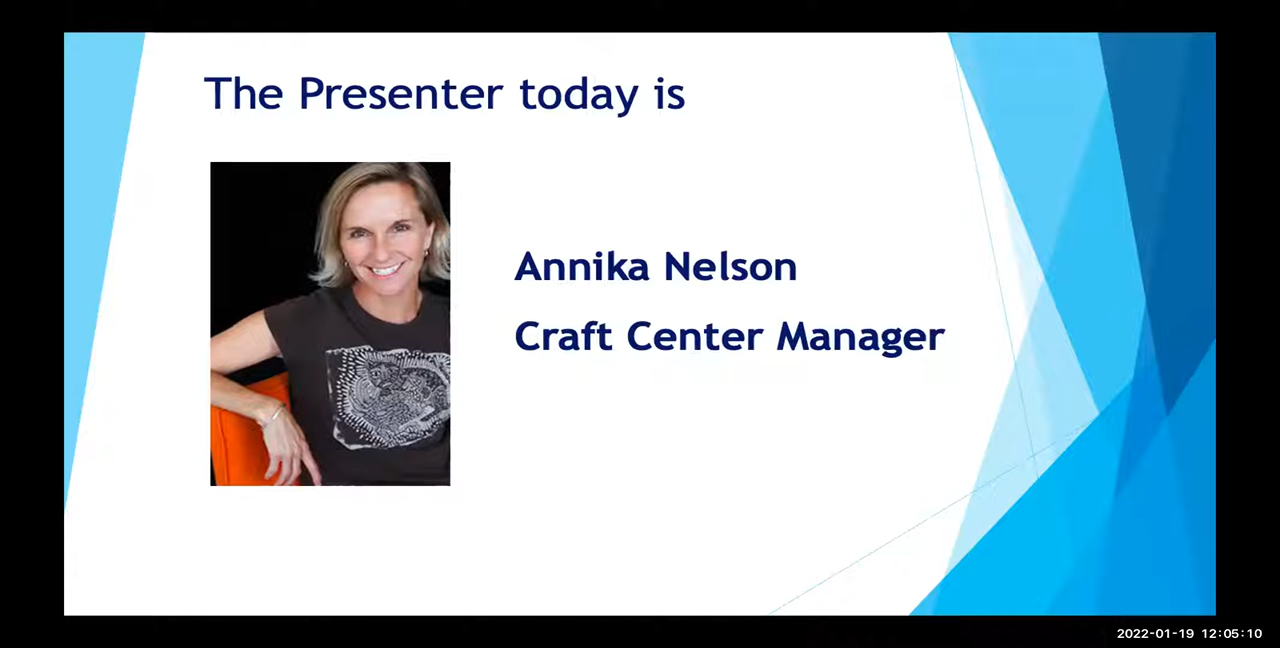 The Presenter today is
Annika Nelson
Craft Center Manager
2022-01-19 12:05:10